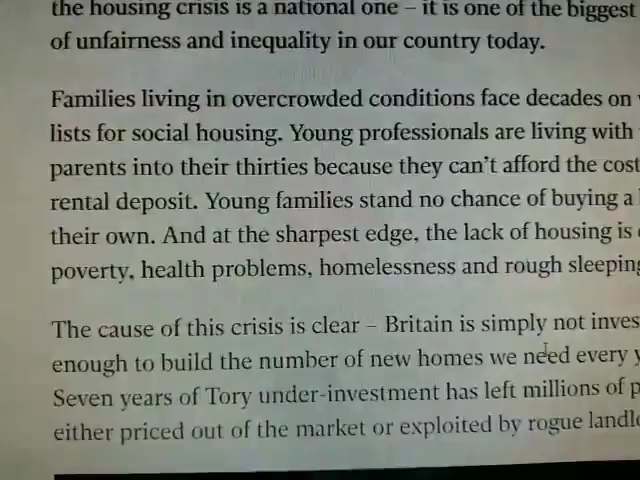 the housing crisis is a national one – it is one of the biggest
of unfairness and inequality in our country today.
Families living in overcrowded conditions face decades on
lists for social housing. Young professionals are living with
parents into their thirties because they can't afford the cost
rental deposit. Young families stand no chance of buying a
their own. And at the sharpest edge, the lack of housing is
poverty, health problems, homelessness and rough sleeping
The cause of this crisis is clear – Britain is simply not inves
enough to build the number of new homes we need every y
Seven years of Tory under-investment has left millions of p
either priced out of the market or exploited by rogue landlo